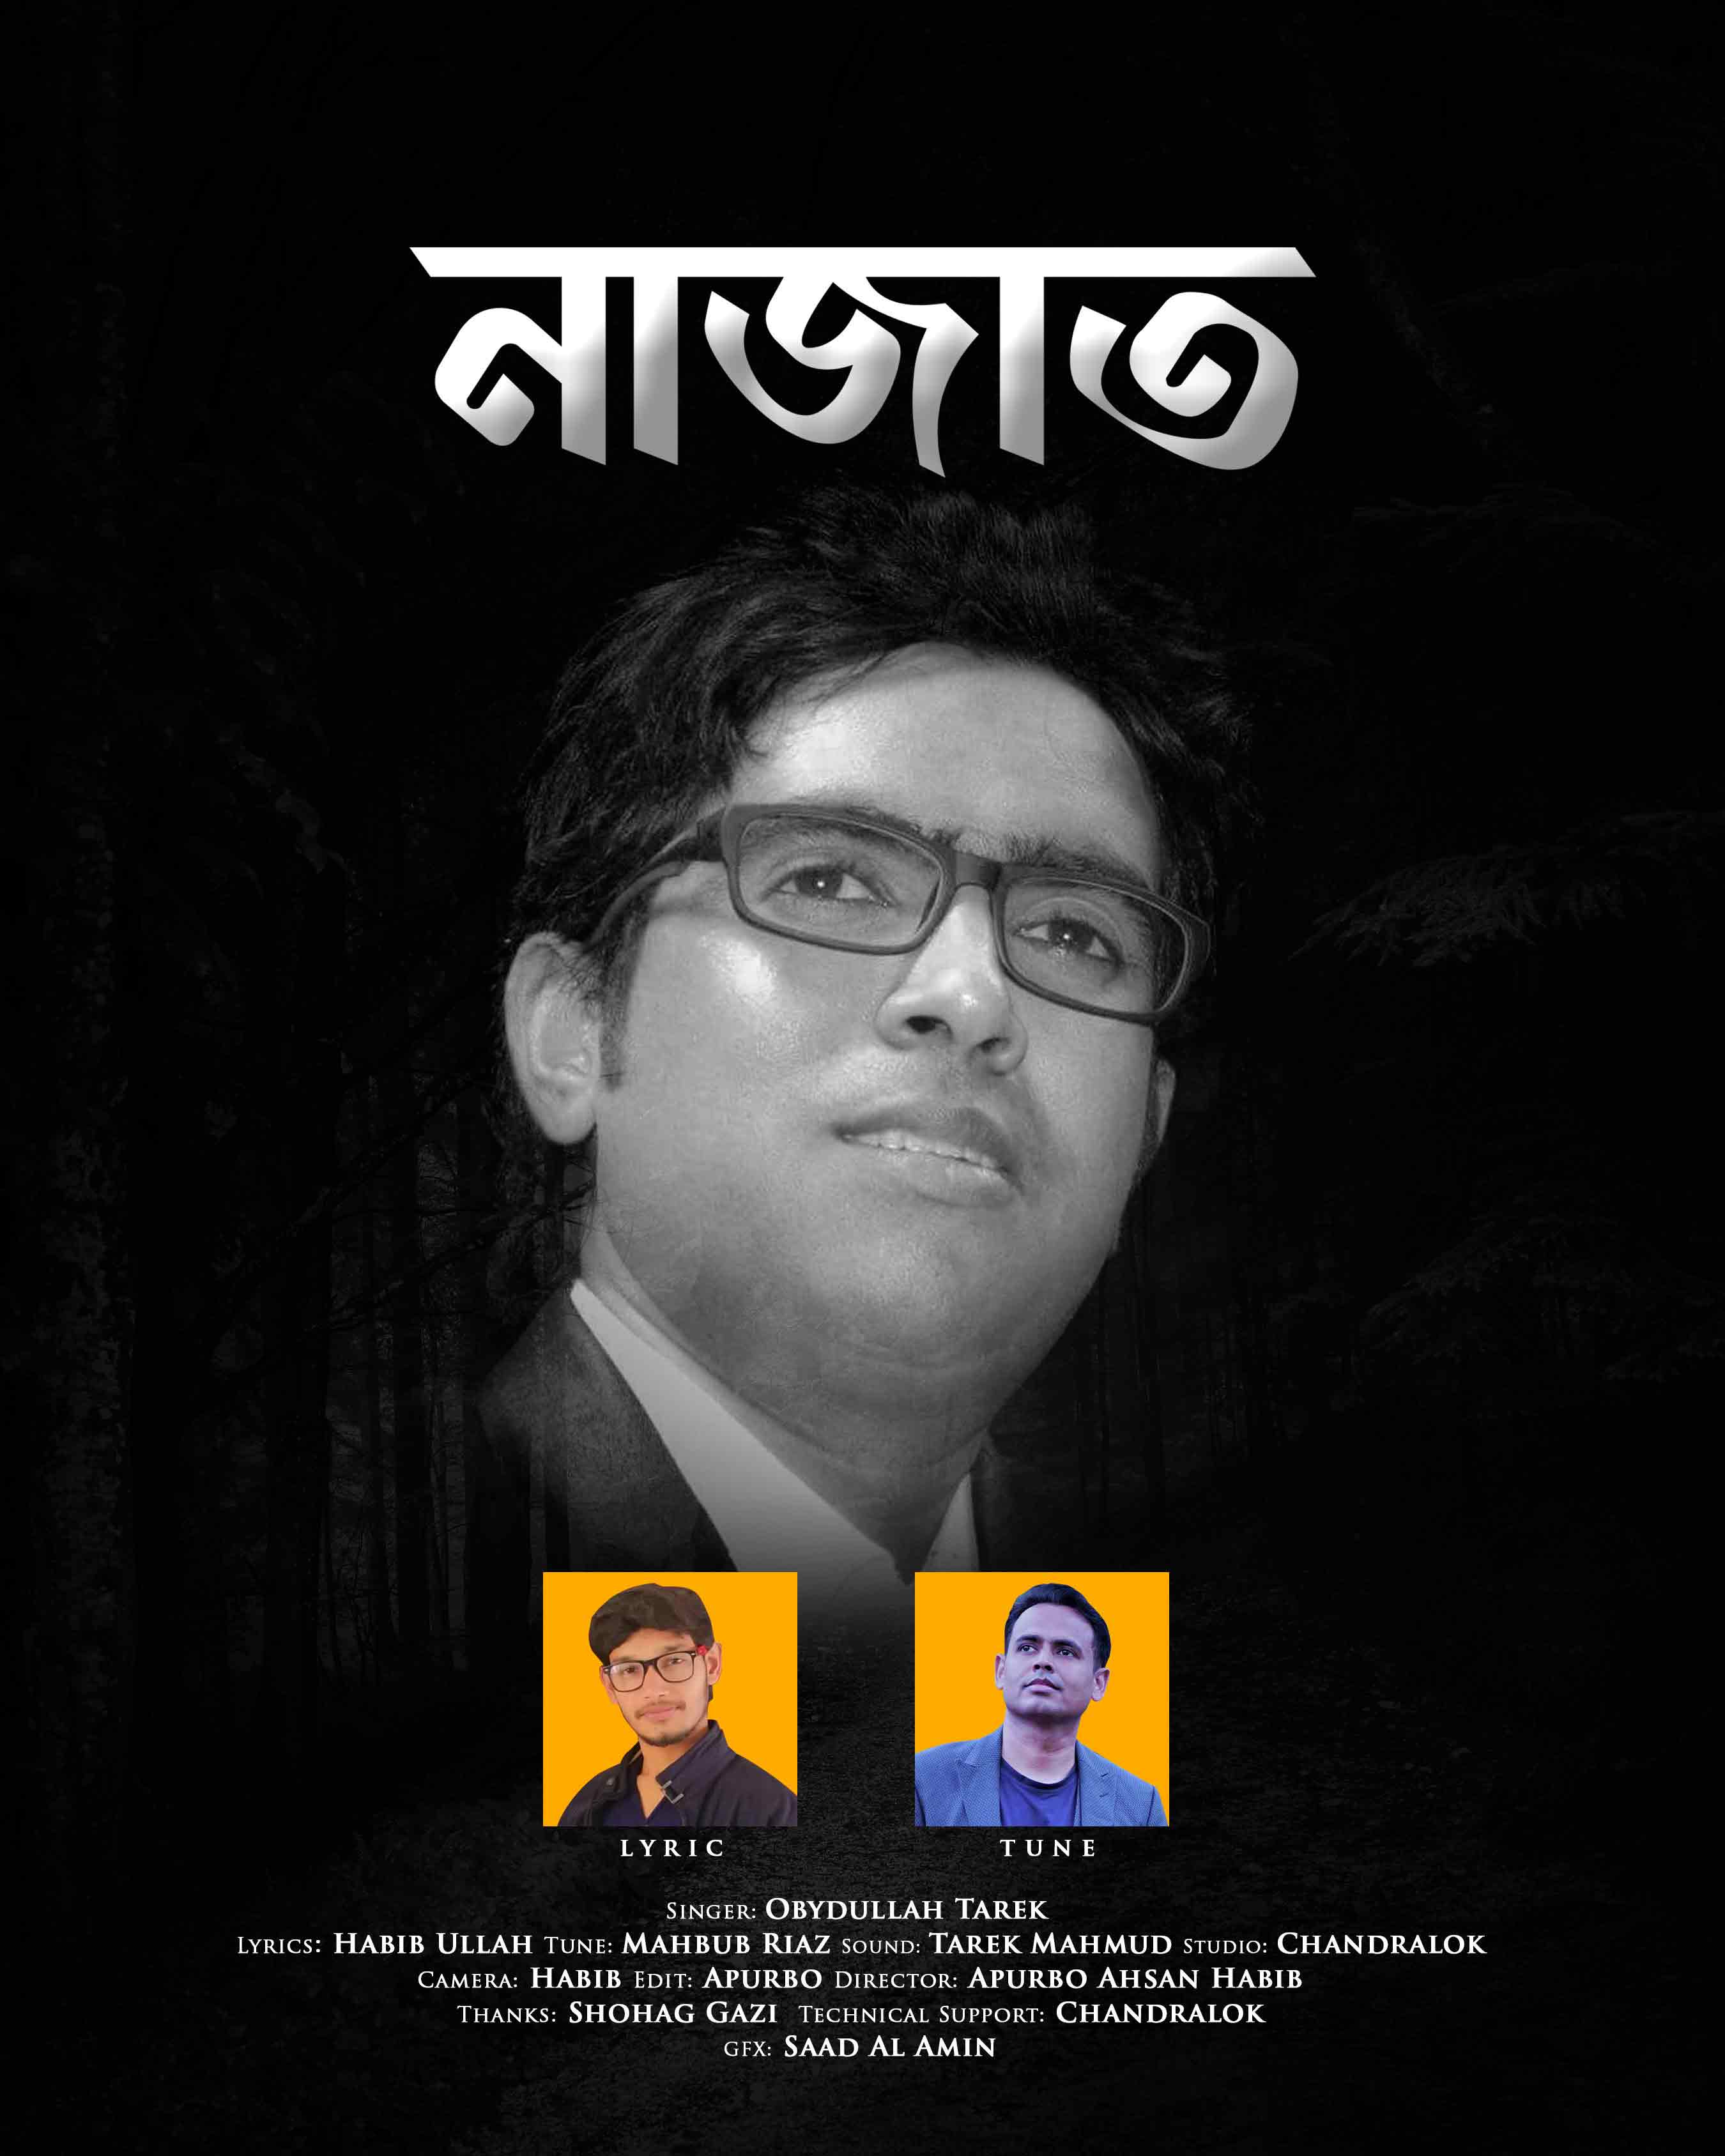 নাজাত
LYRIC
TUNE
Singer: Obydullah Tarek
Lyrics: Habib Ullah Tune: Mahbub Riaz Sound: Tarek Mahmud Studio: Chandralok
Camera: Habib Edit: Apurbo Director: Apurbo Ahsan Habib
Thanks: Shohag Gazi Technical Support: Chandralok
GFX: Saad Al Amin